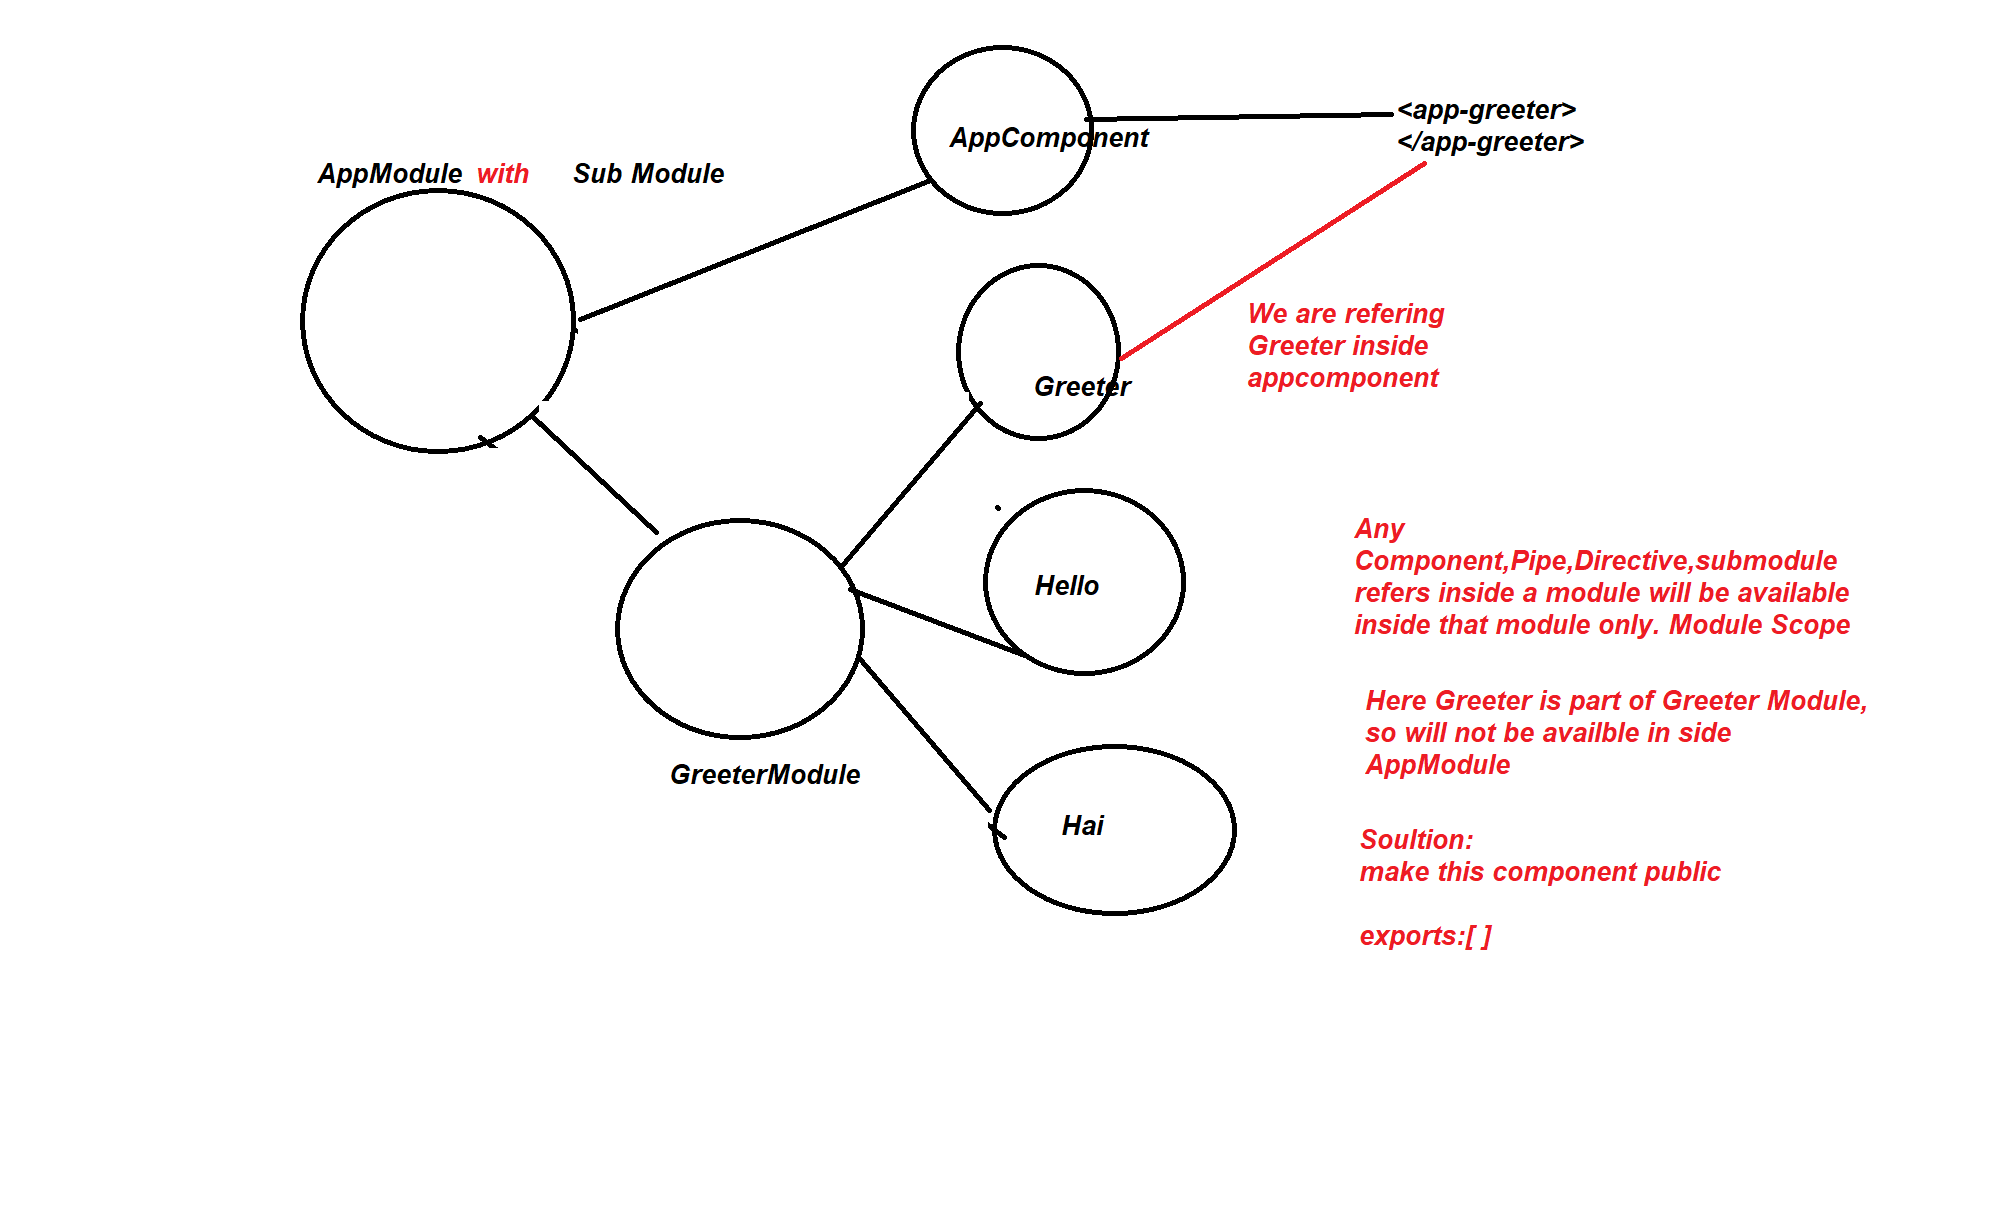 <app-greeter>
AppComponent
</app-greeter>
AppModule with Sub Module
We are refering
Greeter inside
appcomponent
Greeter
Any
Component,Pipe,Directive,submodule
refers inside a module will be available
inside that module only. Module Scope
Hello
Here Greeter is part of Greeter Module,
so will not be availble in side
AppModule
GreeterModule
Hai
Soultion:
make this component public
exports:[ ]